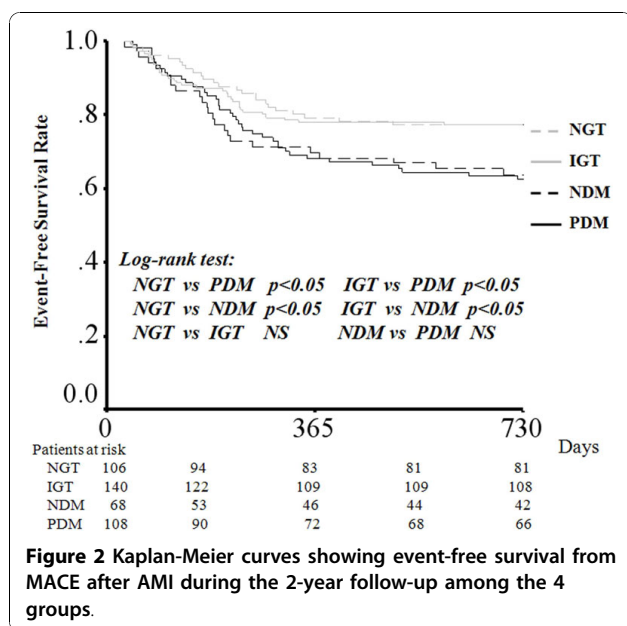 1.0
.8
.6
.4
.2
0.0
Event-Free Survival Rate
NGT
IGT
NDM
PDM
Log-rank test:
NGT vs PDM p<0.05 IGT vs PDM p<0.05
NGT vs NDM p<0.05 IGT vs NDM p<0.05
NGT vs IGT NS NDM vs PDM NS
0 365 730
Days
Patients at risk
NGT 106 94 83 81 81
IGT 140 122 109 109 108
NDM 68 53 46 44 42
PDM 108 90 72 68 66
Figure 2 Kaplan-Meier curves showing event-free survival from
MACE after AMI during the 2-year follow-up among the 4
groups.